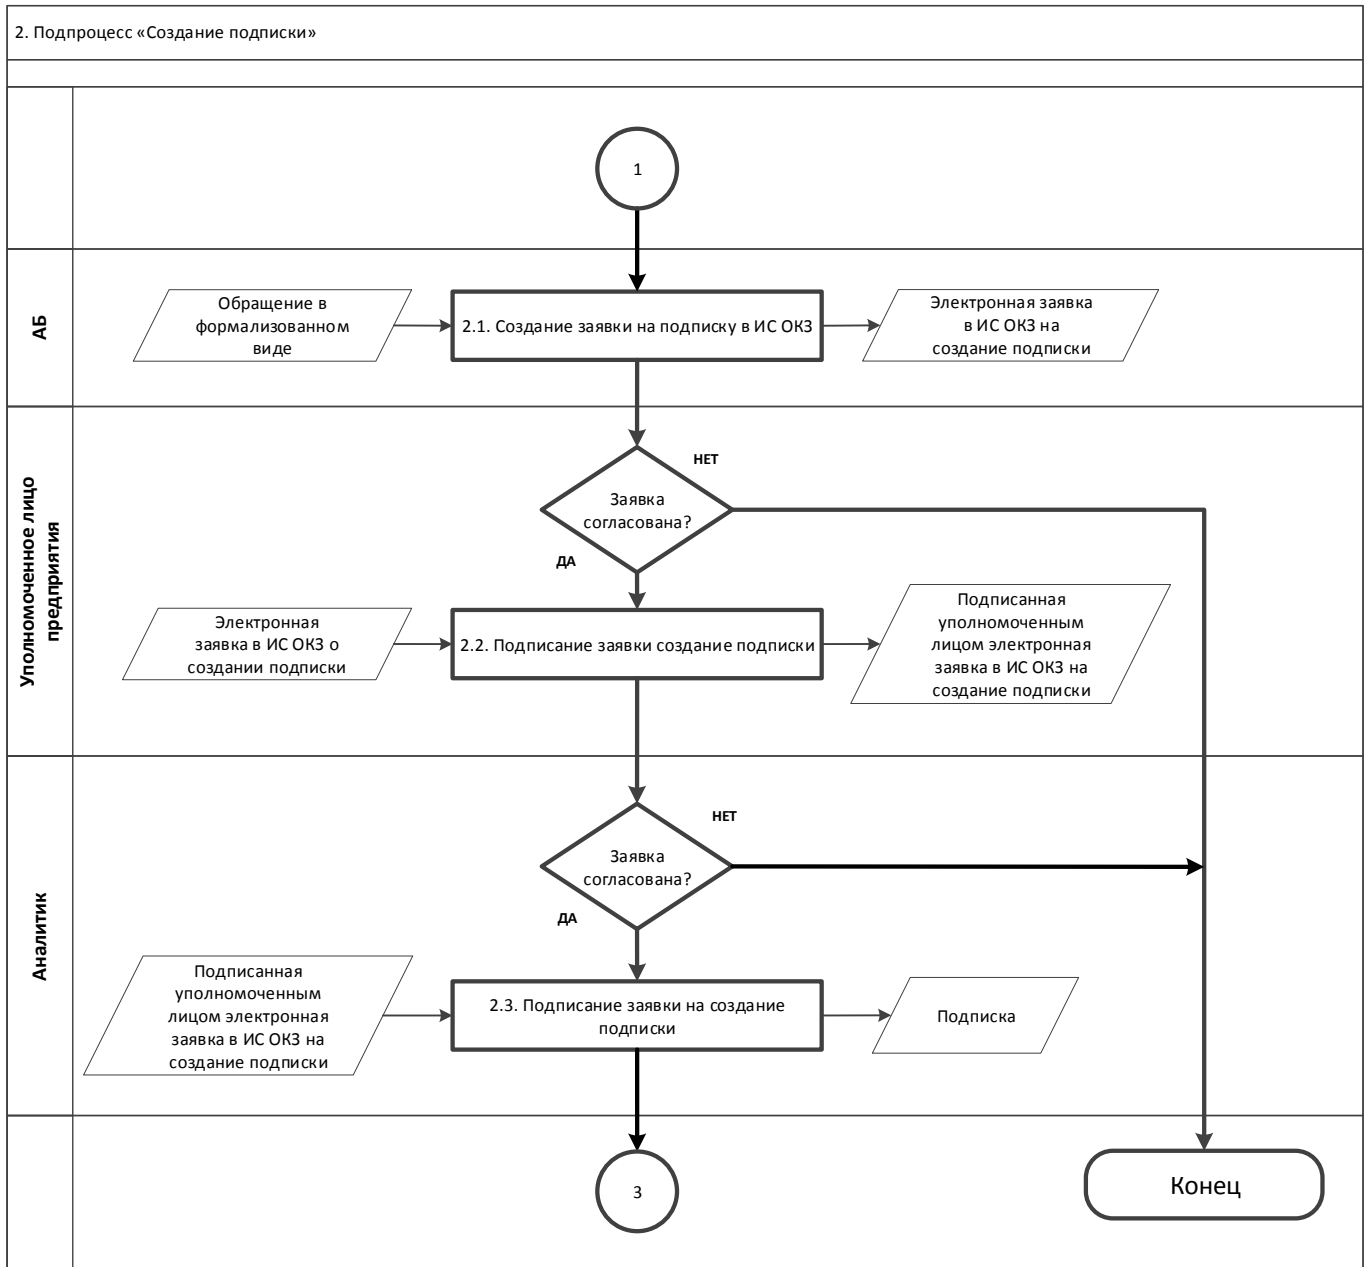 2. Подпроцесс «Создание подписки»
1
АБ
Обращение в
формализованном
виде
2.1. Создание заявки на подписку в ИС ОКЗ
Электронная заявка
в ИС ОКЗ на
создание подписки
Уполномоченное лицо
предприятия
НЕТ
Заявка
согласована?
ДА
Электронная
заявка в ИС ОКЗ о
создании подписки
2.2. Подписание заявки создание подписки
Подписанная
уполномоченным
лицом электронная
заявка в ИС ОКЗ на
создание подписки
Аналитик
НЕТ
Заявка
согласована?
ДА
Подписанная
уполномоченным
лицом электронная
заявка в ИС ОКЗ на
создание подписки
2.3. Подписание заявки на создание
подписки
Подписка
3
Конец